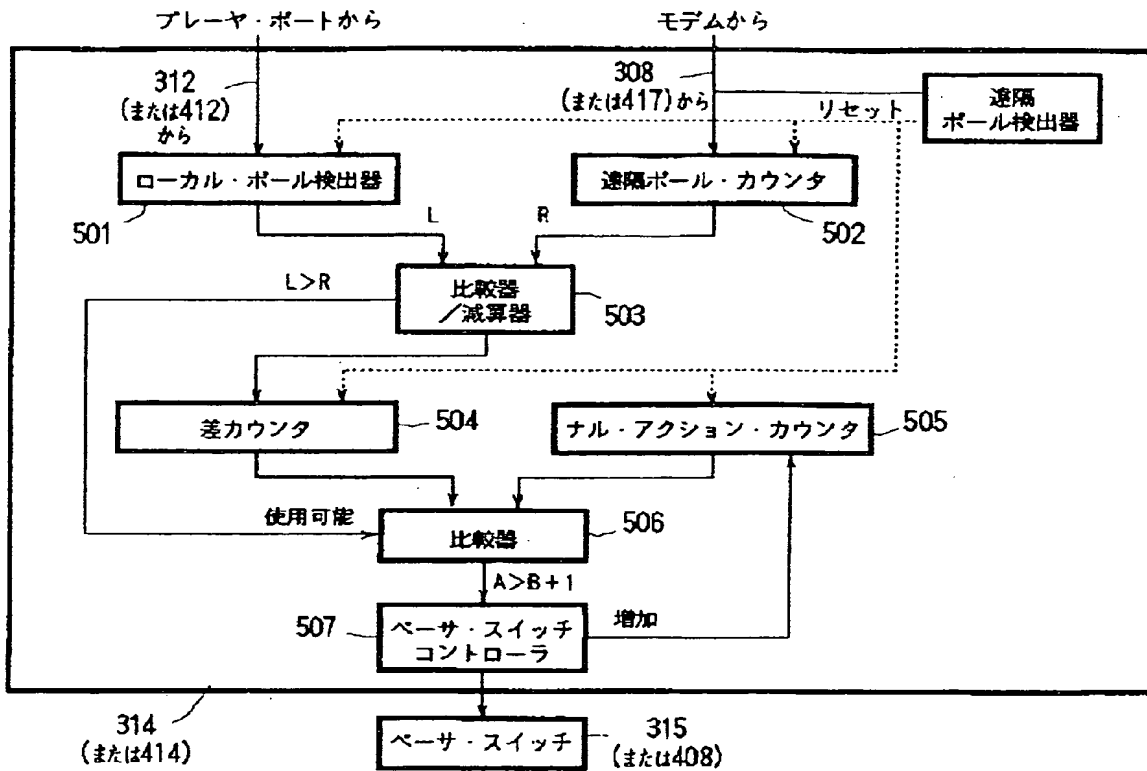 プレーヤ・ポートから
モデムから
312
(または412)
から
308
(または417)から
リセット
遠隔
ポール検出器
ローカル・ポール検出器
501
遠隔ポール・カウンタ
502
L
R
L>R
比較器
/減算器
503
差カウンタ
504
ナル・アクション・カウンタ
505
使用可能
比較器
506
A>B+1
507
ペーサ・スイッチ
コントローラ
増加
314
(または414)
ペーサ・スイッチ
315
(または408)